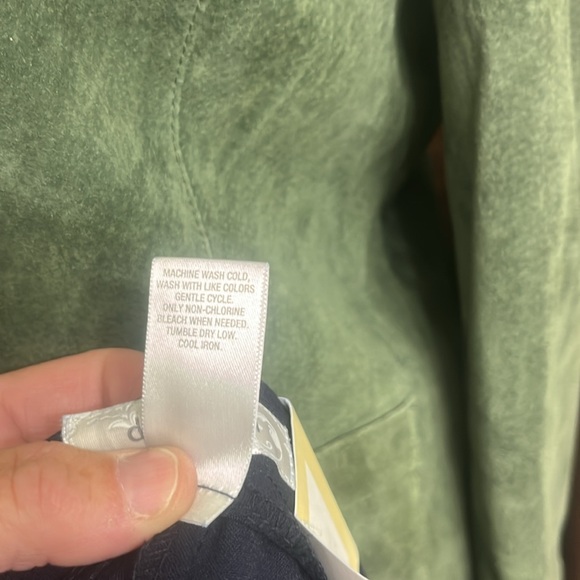 MACHINE WASH COLD,
WASH WITH LIKE COLORS
GENTLE CYCLE.
ONLY NON-CHLORINE
BLEACH WHEN NEEDED.
TUMBLE DRY LOW.
COOL IRON.